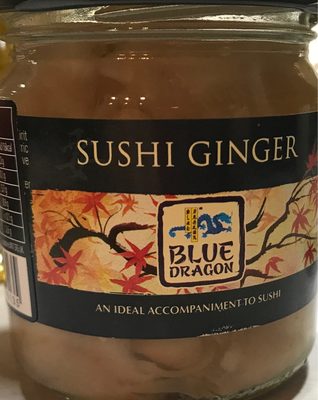 SUSHI GINGER
BLUE
DRAGON
AN IDEAL ACCOMPANIMENT TO SUSHI